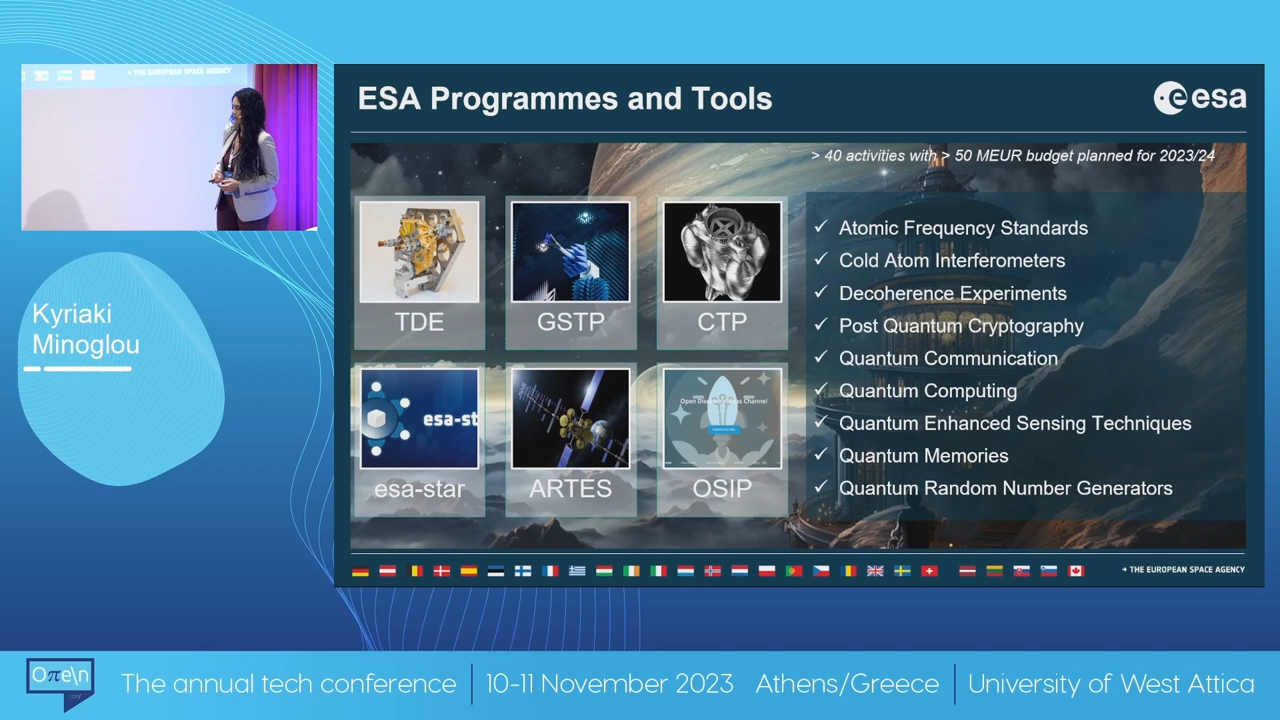 → THE EUROPEAN SPACE AGENCY
ESA Programmes and Tools
esa
> 40 activities with > 50 MEUR budget planned for 2023/24
TDE
GSTP
CTP
esa-st
esa-star
ARTES
OSIP
✓ Atomic Frequency Standards
✓ Cold Atom Interferometers
✓ Decoherence Experiments
✓ Post Quantum Cryptography
✓ Quantum Communication
✓ Quantum Computing
✓ Quantum Enhanced Sensing Techniques
✓ Quantum Memories
✓ Quantum Random Number Generators
→ THE EUROPEAN SPACE AGENCY
Kyriaki
Minoglou
Oπe\n
conf
The annual tech conference | 10-11 November 2023 Athens/Greece | University of West Attica